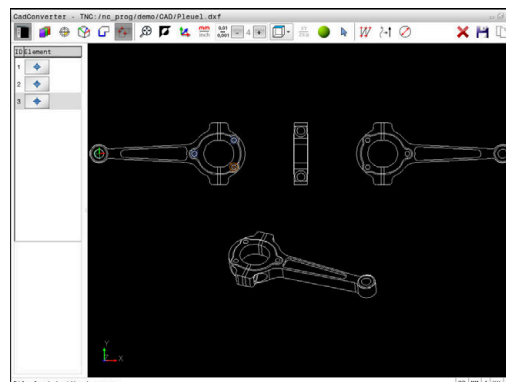 CadConverter - TNC:/nc_prog/demo/CAD/Pleuel.dxf
mm
inch
0,01
0,001
4
ID Element
1
2
3
Y
X